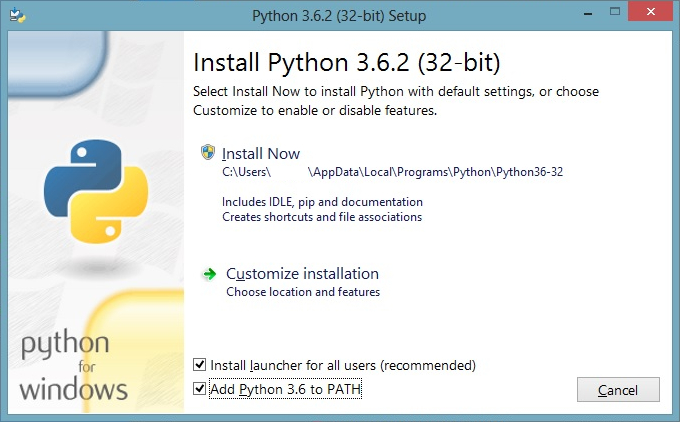 Python 3.6.2 (32-bit) Setup
Install Python 3.6.2 (32-bit)
Select Install Now to install Python with default settings, or choose
Customize to enable or disable features.
Install Now
C:\Users\ \AppData\Local\Programs\Python\Python36-32
Includes IDLE, pip and documentation
Creates shortcuts and file associations
Customize installation
Choose location and features
python
for
windows
Install launcher for all users (recommended)
Add Python 3.6 to PATH
Cancel